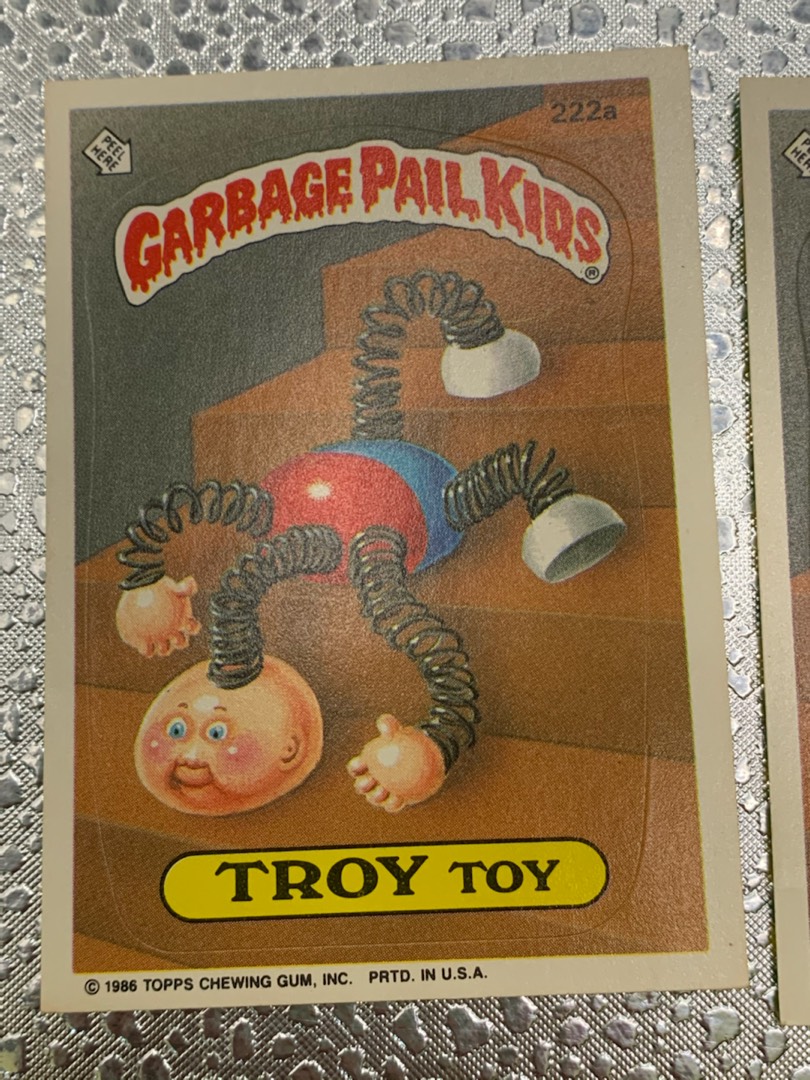 222a
PEEL
HERE
GARBAGE PAIL KIDS
®
TROY TOY
© 1986 TOPPS CHEWING GUM, INC. PRTD. IN U.S.A.